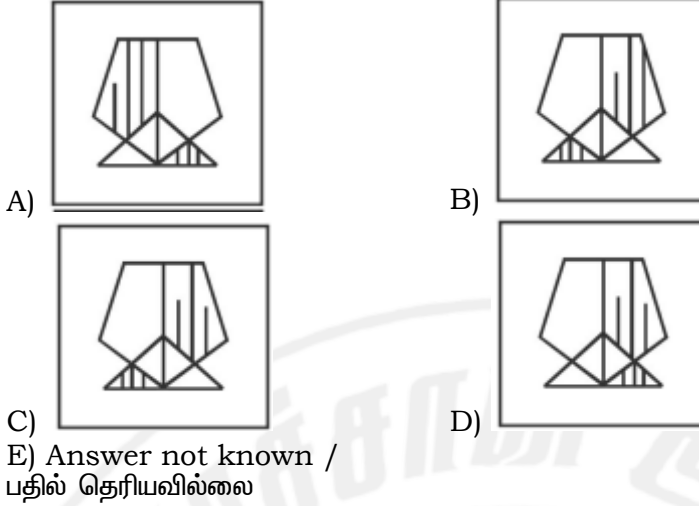 A)
B)
C)
D)
E) Answer not known /
பதில் தெரியவில்லை